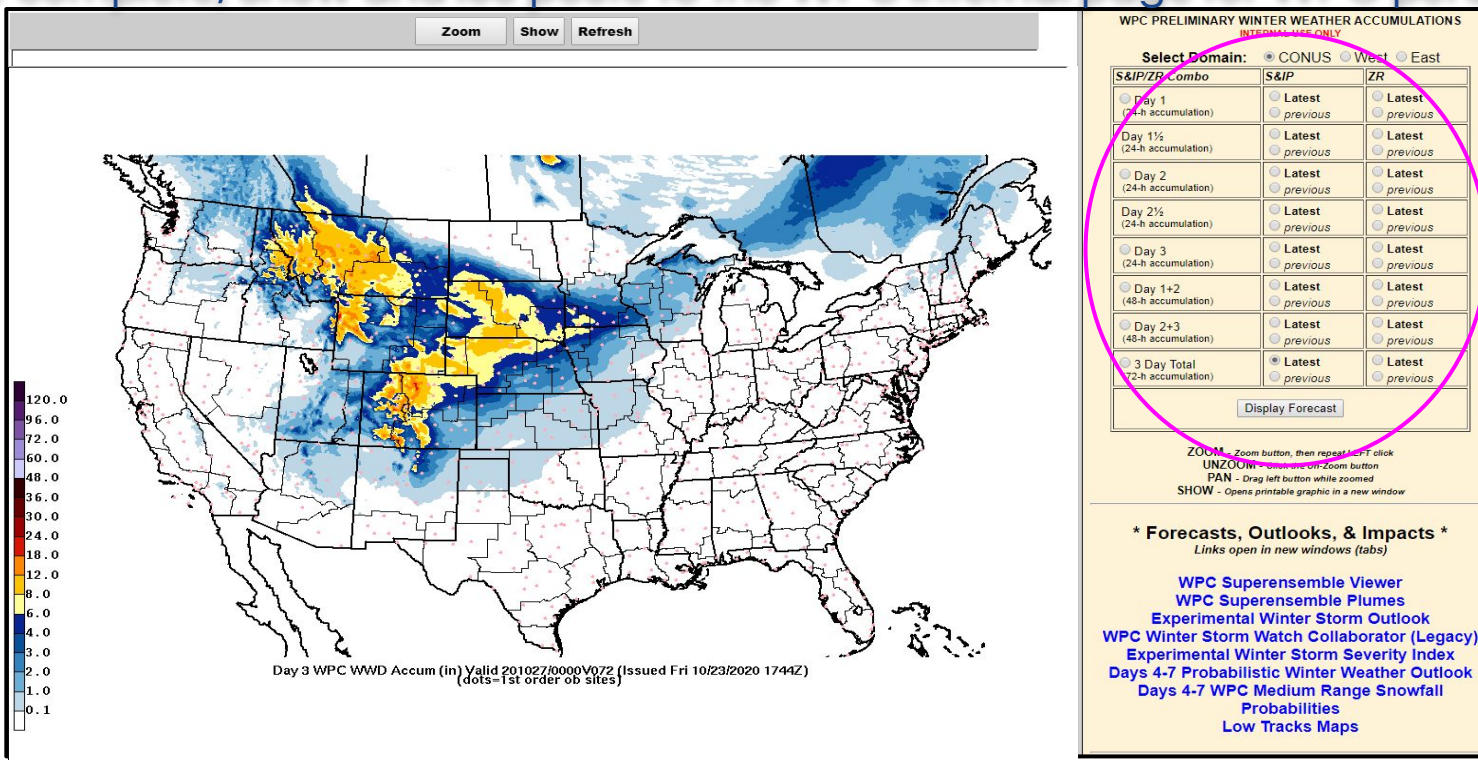 Zoom Show Refresh
120.0
96.0
72.0
60.0
48.0
36.0
30.0
24.0
18.0
12.0
8.0
6.0
4.0
3.0
2.0
1.0
0.1
Day 3 WPC WWD Accum (in) Valid 201027/0000V072 (Issued Fri 10/23/2020 1744Z)
(dots=1st order ob sites)
WPC PRELIMINARY WINTER WEATHER ACCUMULATIONS
INTERNAL USE ONLY
Select Domain: CONUS West East
S&IP/ZR Combo S&IP ZR
Day 1 Latest Latest
(24-h accumulation) previous previous
Day 1½ Latest Latest
(24-h accumulation) previous previous
Day 2 Latest Latest
(24-h accumulation) previous previous
Day 2½ Latest Latest
(24-h accumulation) previous previous
Day 3 Latest Latest
(24-h accumulation) previous previous
Day 1+2 Latest Latest
(48-h accumulation) previous previous
Day 2+3 Latest Latest
(48-h accumulation) previous previous
3 Day Total Latest Latest
(72-h accumulation) previous previous
Display Forecast
ZOOM - Zoom button, then repeat LEFT click
UNZOOM - Click the Un-Zoom button
PAN - Drag left button while zoomed
SHOW - Opens printable graphic in a new window
* Forecasts, Outlooks, & Impacts *
Links open in new windows (tabs)
WPC Superensemble Viewer
WPC Superensemble Plumes
Experimental Winter Storm Outlook
WPC Winter Storm Watch Collaborator (Legacy)
Experimental Winter Storm Severity Index
Days 4-7 Probabilistic Winter Weather Outlook
Days 4-7 WPC Medium Range Snowfall
Probabilities
Low Tracks Maps